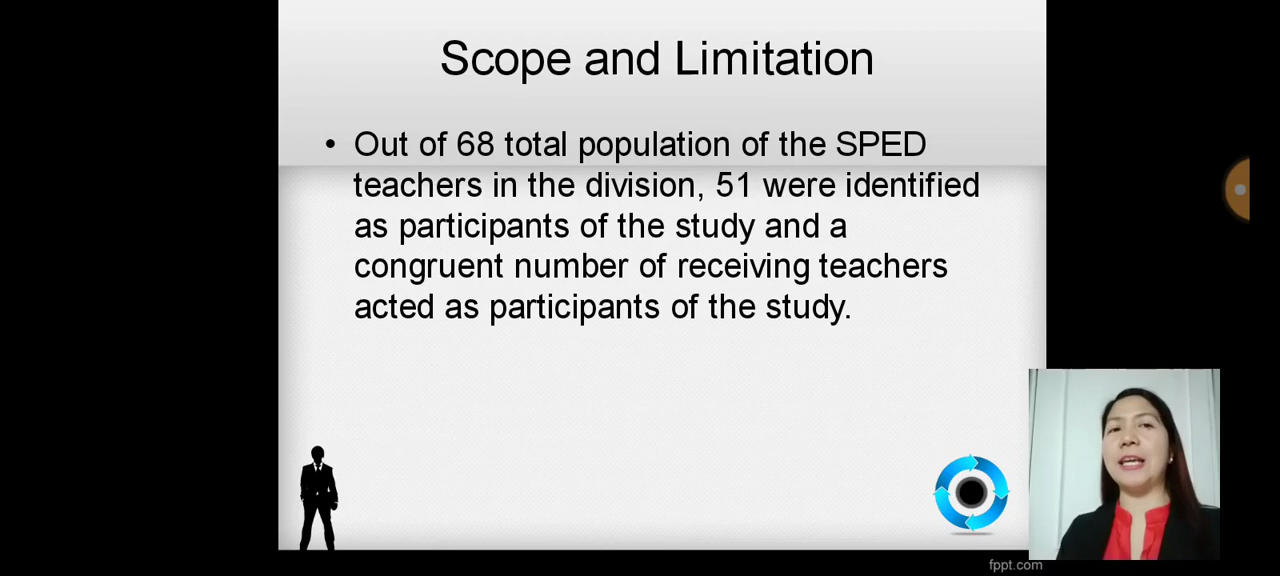 Scope and Limitation
• Out of 68 total population of the SPED
teachers in the division, 51 were identified
as participants of the study and a
congruent number of receiving teachers
acted as participants of the study.
fppt.com